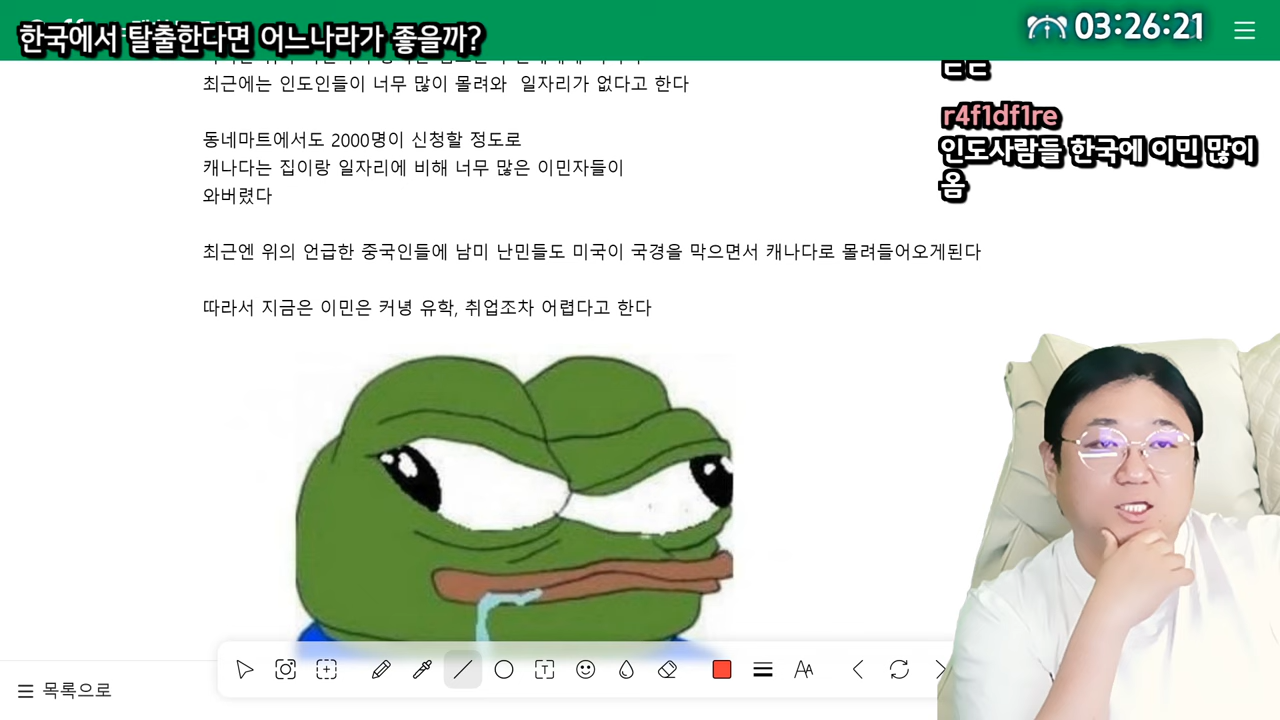 한국에서 탈출한다면 어느나라가 좋을까?
03:26:21
최근에는 인도인들이 너무 많이 몰려와 일자리가 없다고 한다
동네마트에서도 2000명이 신청할 정도로
캐나다는 집이랑 일자리에 비해 너무 많은 이민자들이
와버렸다
최근엔 위의 언급한 중국인들에 남미 난민들도 미국이 국경을 막으면서 캐나다로 몰려들어오게된다
따라서 지금은 이민은 커녕 유학, 취업조차 어렵다고 한다
ㄷㄷ
r4f1df1re
인도사람들 한국에 이민 많이
옴
목록으로